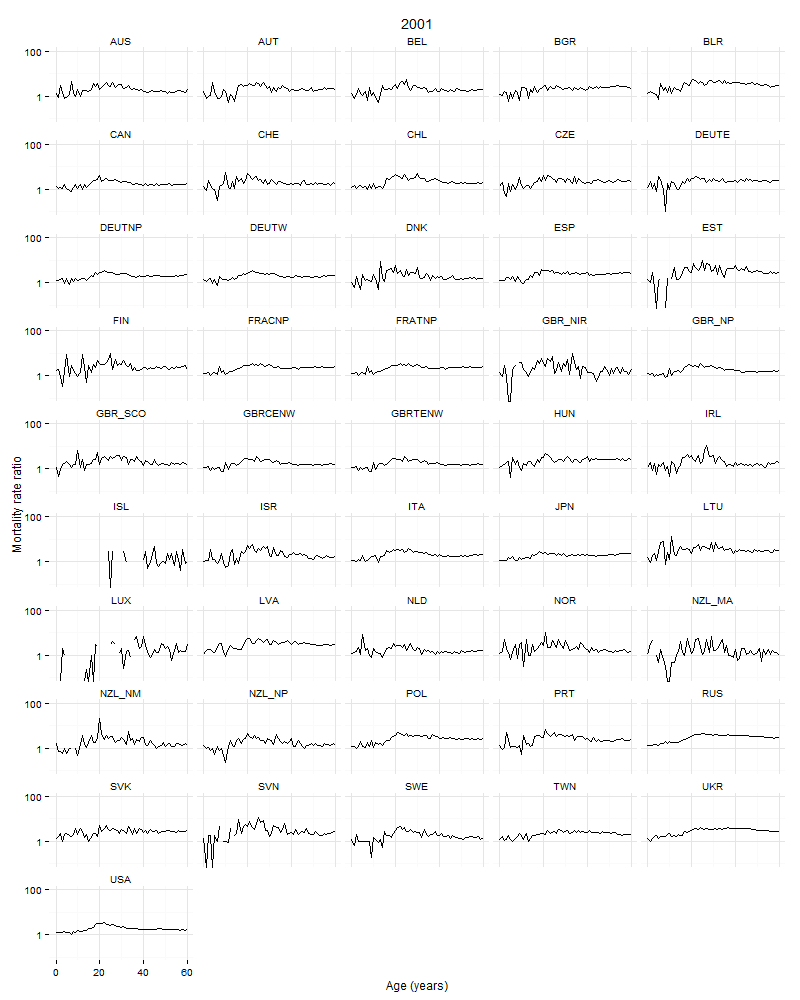 2001
AUS AUT BEL BGR BLR
100
1
CAN CHE CHL CZE DEUTE
100
1
DEUTNP DEUTW DNK ESP EST
100
1
FIN FRACNP FRATNP GBR_NIR GBR_NP
100
1
GBR_SCO GBRCENW GBRTENW HUN IRL
100
1
ISL ISR ITA JPN LTU
100
1
LUX LVA NLD NOR NZL_MA
100
1
NZL_NM NZL_NP POL PRT RUS
100
1
SVK SVN SWE TWN UKR
100
1
USA
100
1
0 20 40 60
Mortality rate ratio
Age (years)